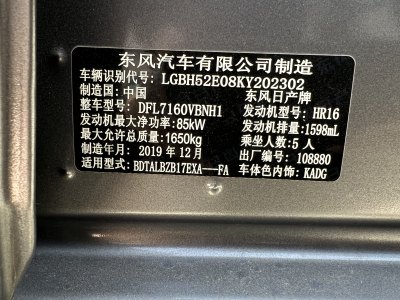 东风汽车有限公司制造
车辆识别代号: LGBH52E08KY202302
制造国: 中国 东风日产牌
整车型号: DFL7160VBNH1 发动机型号: HR16
发动机最大净功率: 85kW 发动机排量: 1598mL
最大允许总质量: 1650kg 乘坐人数: 5 人
制造年月: 2019 年 12 月 出厂编号: 108880
适用型式: BDTALBZB17EXA---FA 车体色内饰: KADG